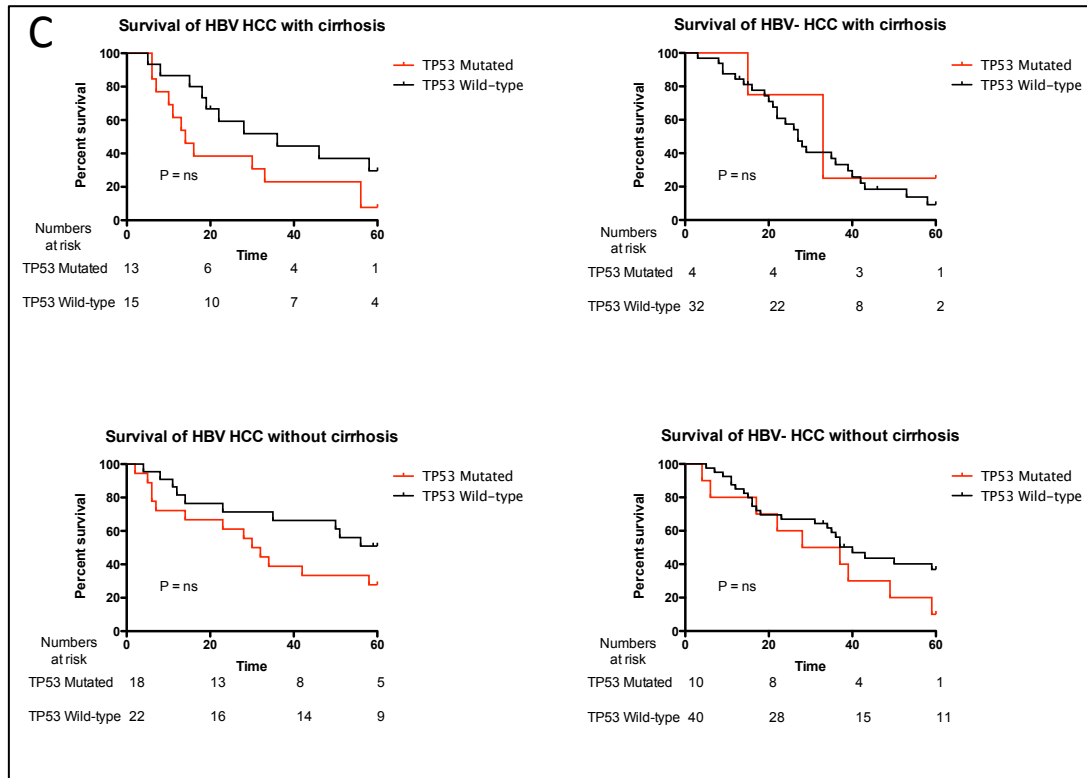 C
Survival of HBV HCC with cirrhosis
100
80
60
40
20
0
Percent survival
TP53 Mutated
TP53 Wild-type
P = ns
0 20 40 60
Time
Numbers
at risk
TP53 Mutated 13 6 4 1
TP53 Wild-type 15 10 7 4
Survival of HBV- HCC with cirrhosis
100
80
60
40
20
0
Percent survival
TP53 Mutated
TP53 Wild-type
P = ns
0 20 40 60
Time
Numbers
at risk
TP53 Mutated 4 4 3 1
TP53 Wild-type 32 22 8 2
Survival of HBV HCC without cirrhosis
100
80
60
40
20
0
Percent survival
TP53 Mutated
TP53 Wild-type
P = ns
0 20 40 60
Time
Numbers
at risk
TP53 Mutated 18 13 8 5
TP53 Wild-type 22 16 14 9
Survival of HBV- HCC without cirrhosis
100
80
60
40
20
0
Percent survival
TP53 Mutated
TP53 Wild-type
P = ns
0 20 40 60
Time
Numbers
at risk
TP53 Mutated 10 8 4 1
TP53 Wild-type 40 28 15 11